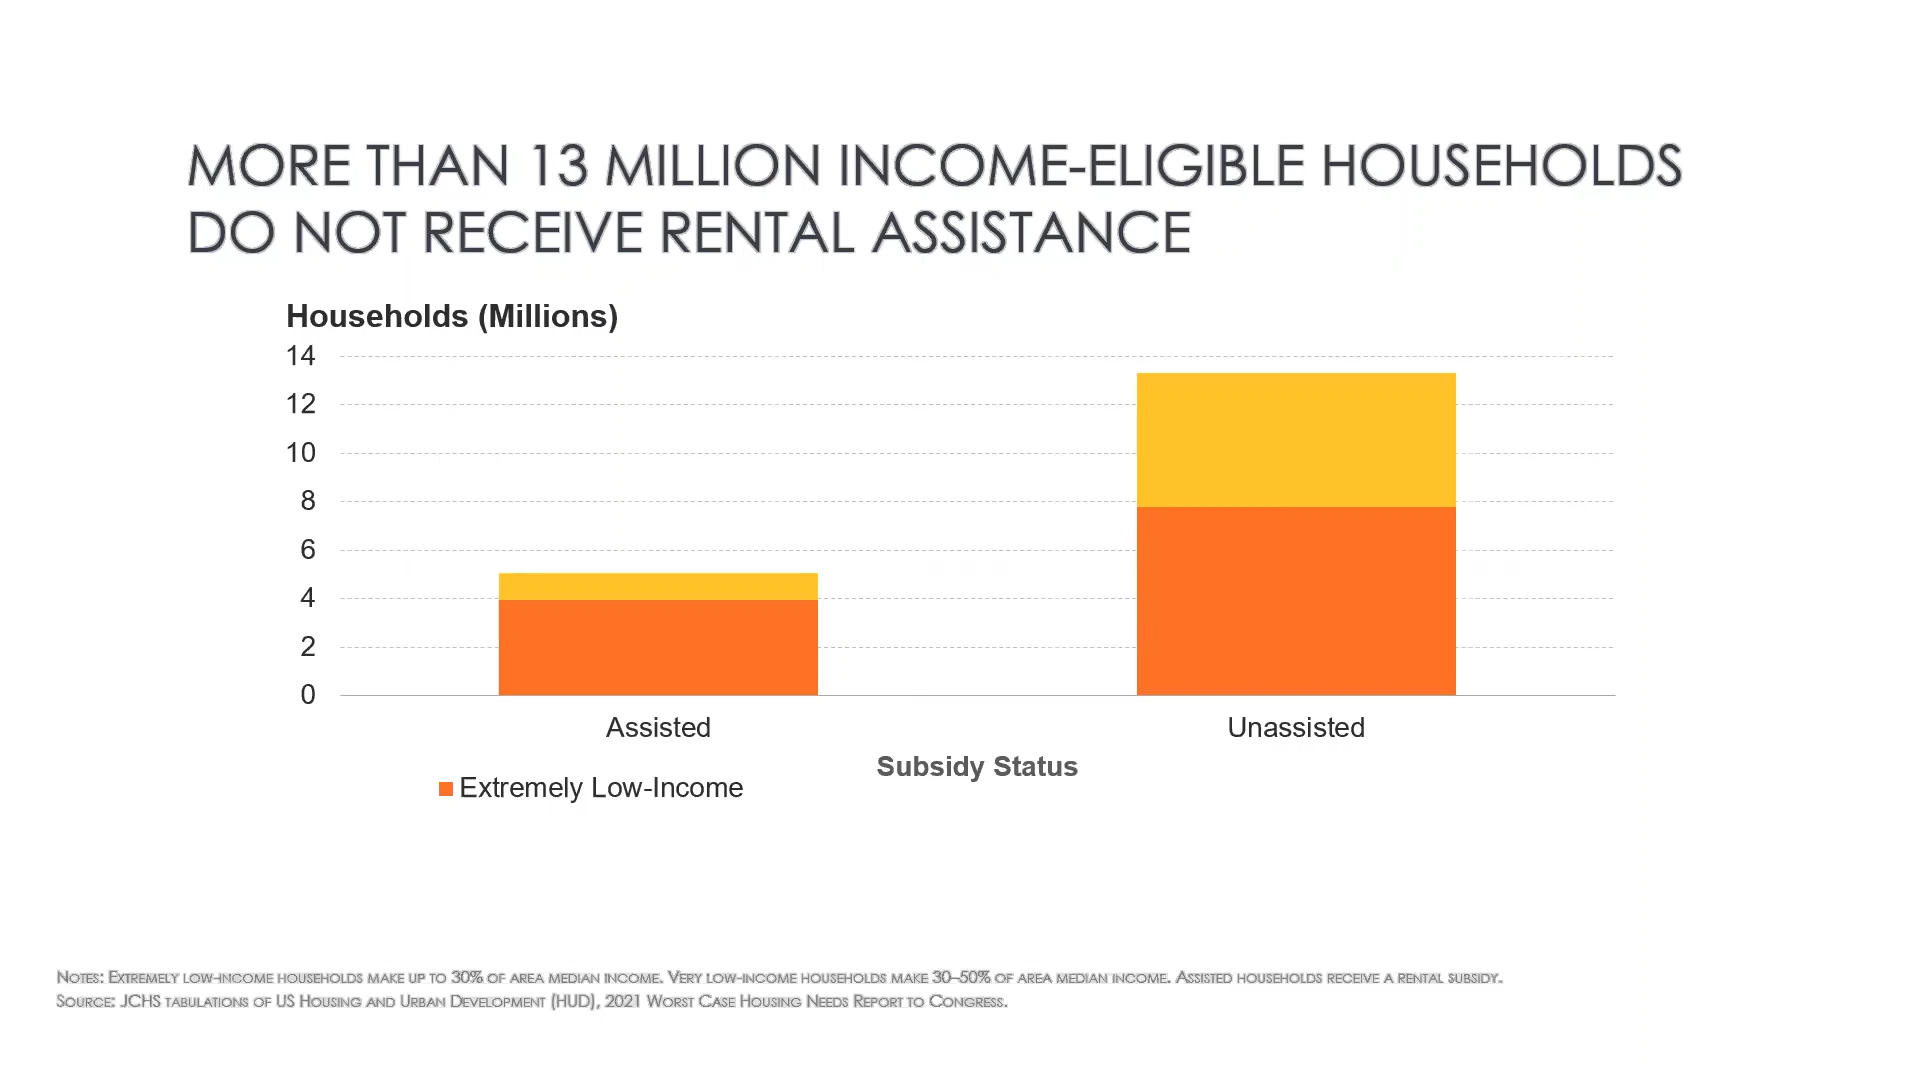 MORE THAN 13 MILLION INCOME-ELIGIBLE HOUSEHOLDS
DO NOT RECEIVE RENTAL ASSISTANCE
Households (Millions)
14
12
10
8
6
4
2
0
Assisted
Unassisted
Subsidy Status
Extremely Low-Income
Notes: Extremely low-income households make up to 30% of area median income. Very low-income households make 30–50% of area median income. Assisted households receive a rental subsidy.
Source: JCHS tabulations of US Housing and Urban Development (HUD), 2021 Worst Case Housing Needs Report to Congress.